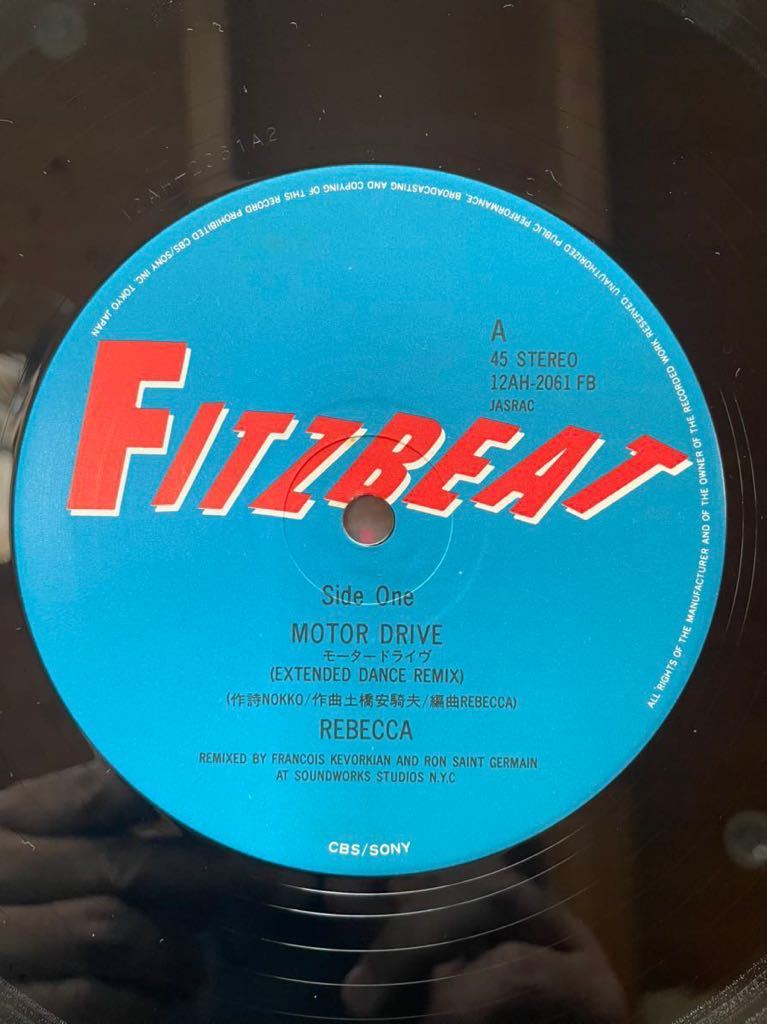 12AH-2061A2
ALL RIGHTS OF THE MANUFACTURER AND OF THE OWNER OF THE RECORDED WORK RESERVED. UNAUTHORIZED PUBLIC PERFORMANCE, BROADCASTING AND COPYING OF THIS RECORD PROHIBITED CBS/SONY INC. TOKYO JAPAN
A
45 STEREO
12AH-2061 FB
JASRAC
FITZBEAT
Side One
MOTOR DRIVE
モータードライヴ
(EXTENDED DANCE REMIX)
(作詩NOKKO/作曲土橋安騎夫/編曲REBECCA)
REBECCA
REMIXED BY FRANCOIS KEVORKIAN AND RON SAINT GERMAIN
AT SOUNDWORKS STUDIOS N.Y.C
CBS/SONY